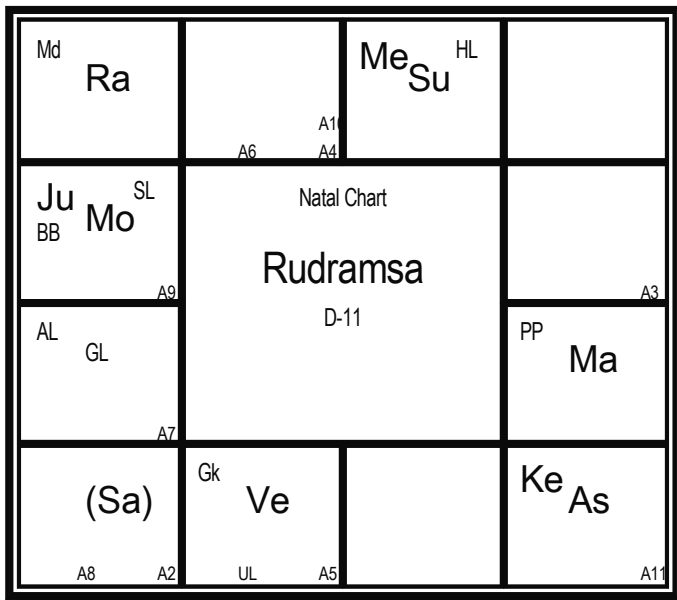 Md
Ra
Me
Su
HL
A6
A4
Ju
Mo
SL
BB
A9
Natal Chart
Rudramsa
D-11
A3
AL
GL
A7
PP
Ma
(Sa)
A8 A2
Gk
Ve
UL A5
Ke
As
A11